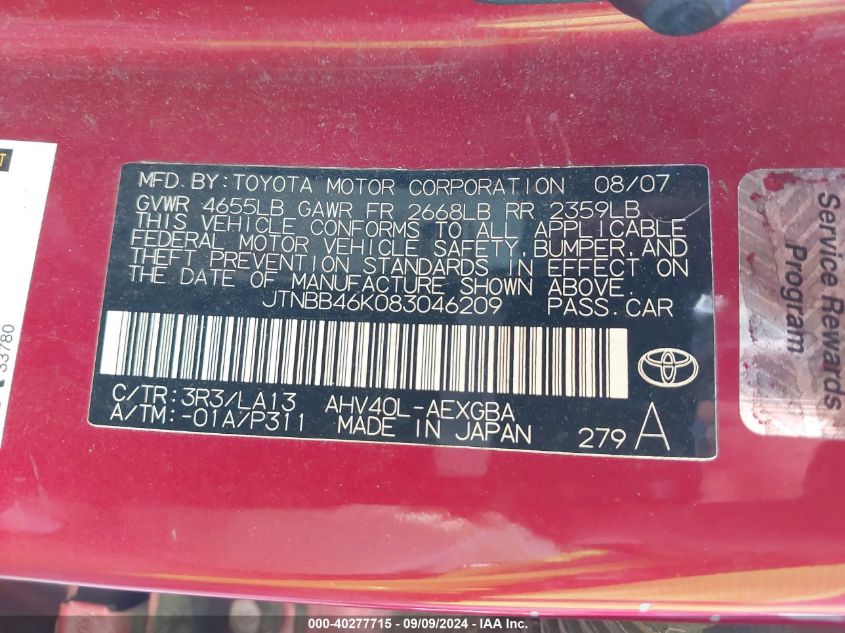 MFD. BY: TOYOTA MOTOR CORPORATION 08/07
GVWR 4655LB GAWR FR 2668LB RR 2359LB
THIS VEHICLE CONFORMS TO ALL APPLICABLE
FEDERAL MOTOR VEHICLE SAFETY, BUMPER, AND
THEFT PREVENTION STANDARDS IN EFFECT ON
THE DATE OF MANUFACTURE SHOWN ABOVE.
JTNBB46K083046209 PASS. CAR
C/TR: 3R3/LA13 AHV40L-AEXGBA
A/TM: -01A/P311 MADE IN JAPAN 279 A
Service Rewards
Program
33780
000-40277715 - 09/09/2024 - IAA Inc.